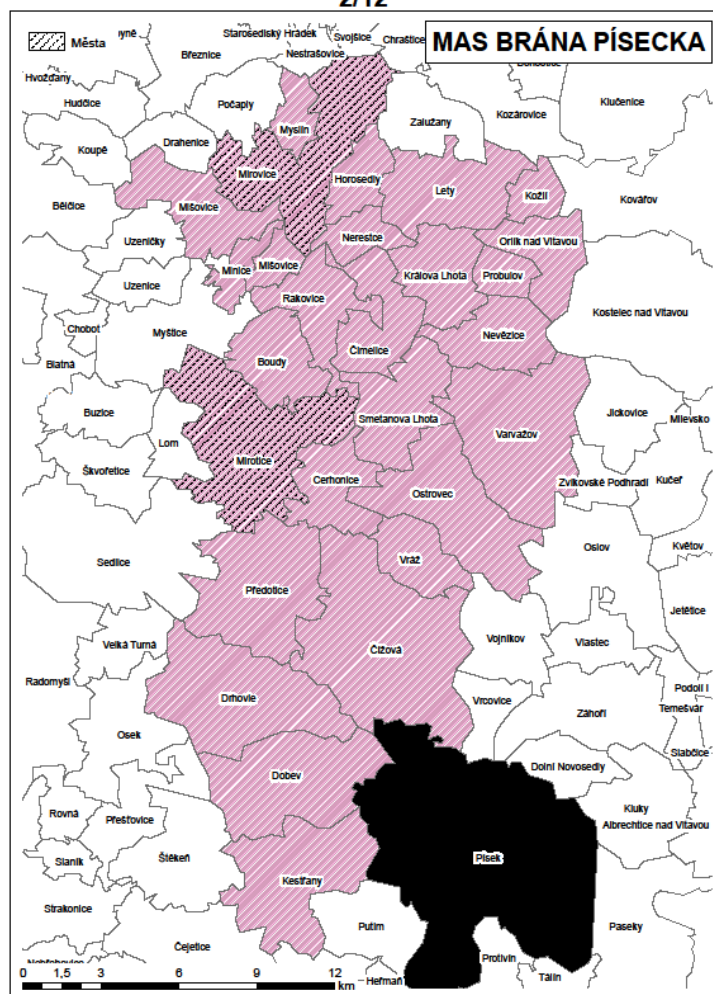 2/12
MAS BRÁNA PÍSECKA
Města
Starosedlský Hrádek
Svojšice
Chraštice
Nestrašovice
Březnice
Hvožďany
Hudčice
Počaply
Zalužany
Kozárovice
Klučenice
Koupě
Drahenice
Myslín
Mirovice
Horosedly
Lety
Kožlí
Kovářov
Bělčice
Mišovice
Uzeničky
Nerestce
Orlík nad Vltavou
Minice
Mišovice
Králova Lhota
Probulov
Uzenice
Rakovice
Kostelec nad Vltavou
Chobot
Myštice
Čimelice
Nevězice
Blatná
Boudy
Buzice
Lom
Smetanova Lhota
Varvažov
Jickovice
Milevsko
Škvořetice
Mirotice
Cerhonice
Ostrovec
Zvíkovské Podhradí
Kučeř
Sedlice
Vráž
Oslov
Květov
Předotice
Jetětice
Velká Turná
Čížová
Vojníkov
Vlastec
Radomyšl
Drhovle
Vrcovice
Záhoří
Podolí I
Temešvár
Osek
Slabčice
Dobev
Dolní Novosedly
Rovná
Přešťovice
Kluky
Albrechtice nad Vltavou
Slaník
Štěkeň
Písek
Kestřany
Strakonice
Putim
Paseky
Čejetice
Protivín
Heřmaň
Tálín
0 1,5 3 6 9 12
km